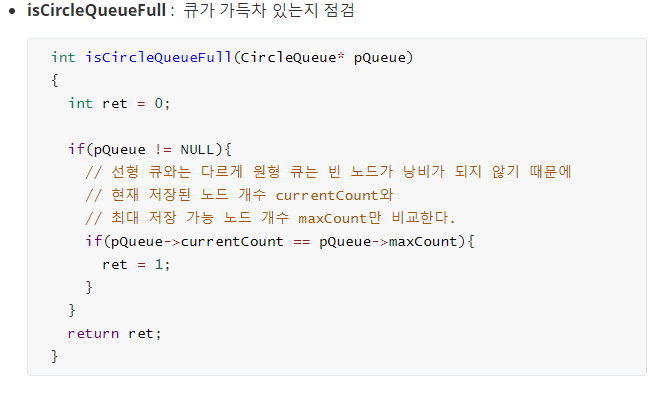 isCircleQueueFull : 큐가 가득차 있는지 점검
int isCircleQueueFull(CircleQueue* pQueue)
{
  int ret = 0;

  if(pQueue != NULL){
    // 선형 큐와는 다르게 원형 큐는 빈 노드가 낭비가 되지 않기 때문에
    // 현재 저장된 노드 개수 currentCount와
    // 최대 저장 가능 노드 개수 maxCount만 비교한다.
    if(pQueue->currentCount == pQueue->maxCount){
      ret = 1;
    }
  }
  return ret;
}